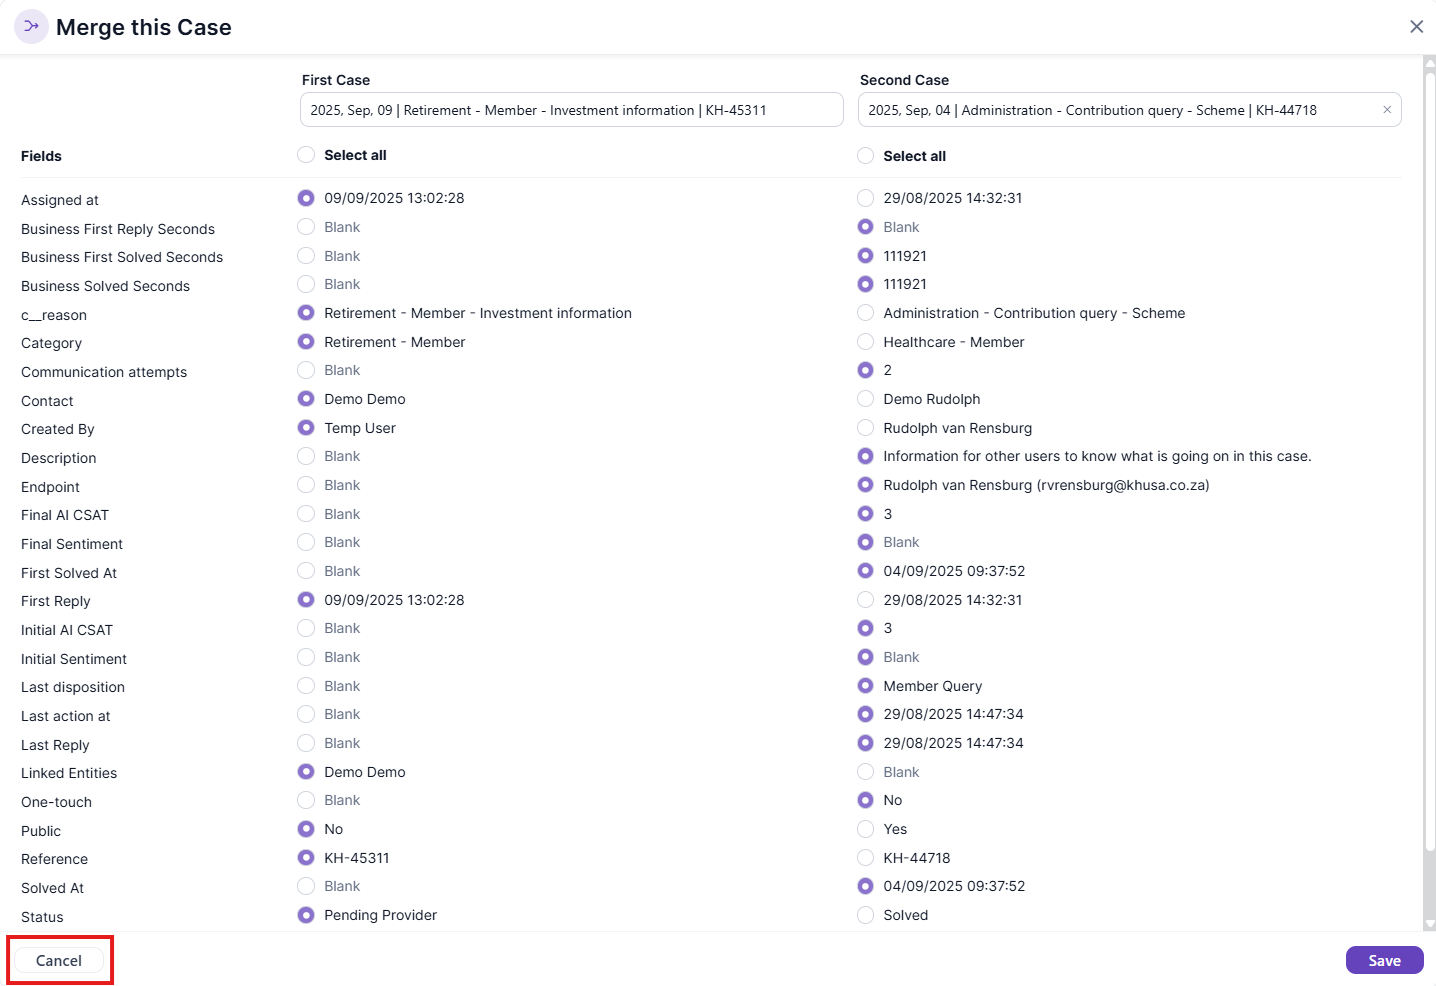 Merge this Case
First Case Second Case
2025, Sep, 09 | Retirement - Member - Investment information | KH-45311 2025, Sep, 04 | Administration - Contribution query - Scheme | KH-44718
Fields Select all Select all
Assigned at 09/09/2025 13:02:28 29/08/2025 14:32:31
Business First Reply Seconds Blank Blank
Business First Solved Seconds Blank 111921
Business Solved Seconds Blank 111921
c__reason Retirement - Member - Investment information Administration - Contribution query - Scheme
Category Retirement - Member Healthcare - Member
Communication attempts Blank 2
Contact Demo Demo Demo Rudolph
Created By Temp User Rudolph van Rensburg
Description Blank Information for other users to know what is going on in this case.
Endpoint Blank Rudolph van Rensburg (rvrensburg@khusa.co.za)
Final AI CSAT Blank 3
Final Sentiment Blank Blank
First Solved At Blank 04/09/2025 09:37:52
First Reply 09/09/2025 13:02:28 29/08/2025 14:32:31
Initial AI CSAT Blank 3
Initial Sentiment Blank Blank
Last disposition Blank Member Query
Last action at Blank 29/08/2025 14:47:34
Last Reply Blank 29/08/2025 14:47:34
Linked Entities Demo Demo Blank
One-touch Blank No
Public No Yes
Reference KH-45311 KH-44718
Solved At Blank 04/09/2025 09:37:52
Status Pending Provider Solved
Cancel Save